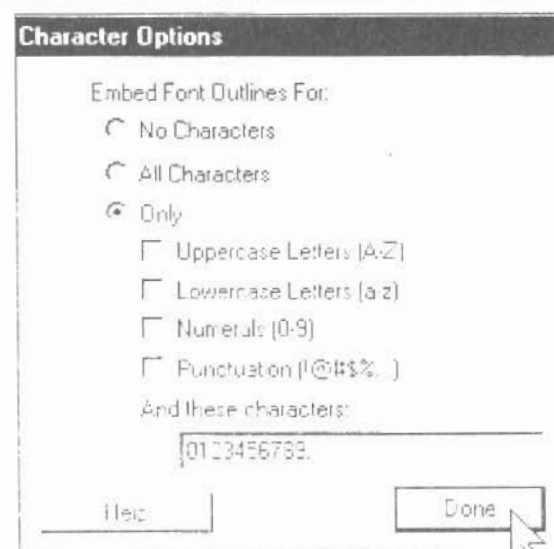 Character Options
Embed Font Outlines For:
No Characters
All Characters
Only
Uppercase Letters (A-Z)
Lowercase Letters (a-z)
Numerals (0-9)
Punctuation (!@#$%...)
And these characters:
0123456789.
Help
Done